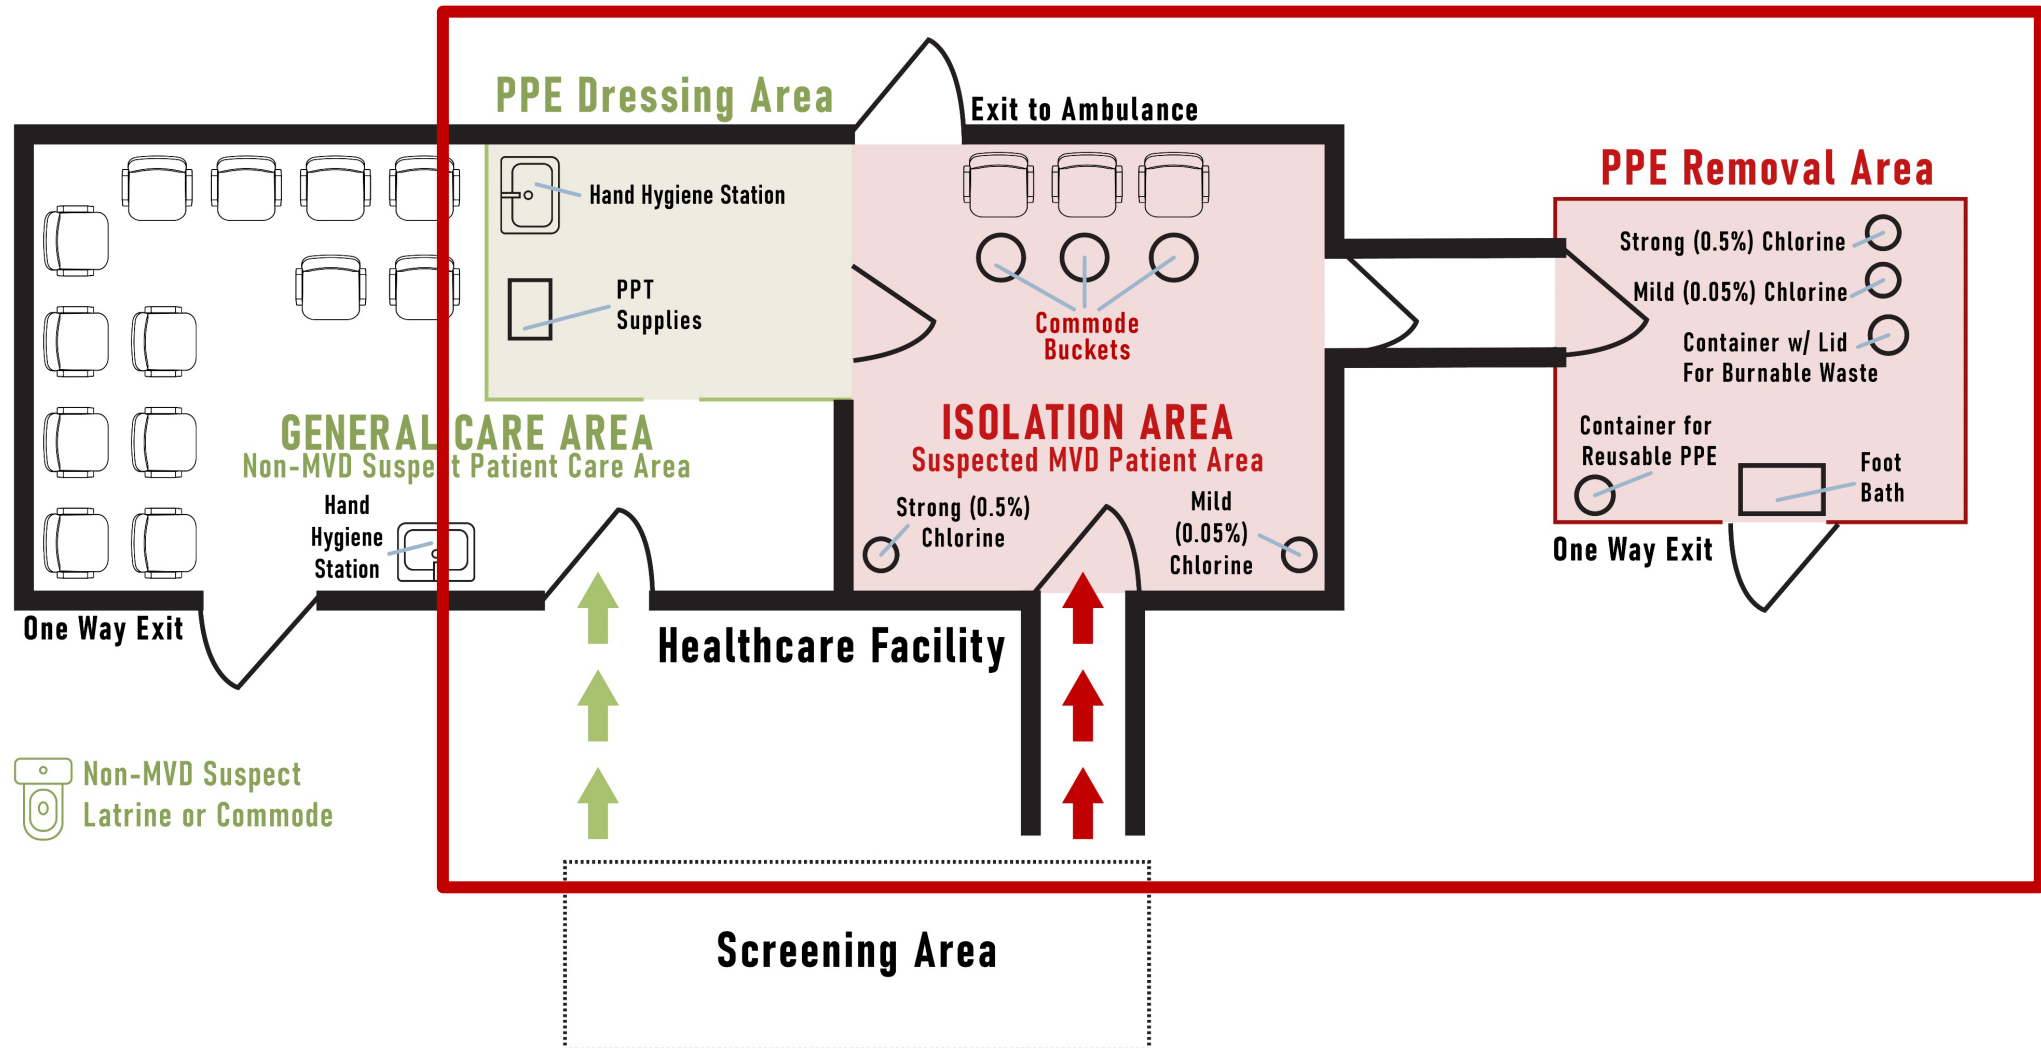 PPE Dressing Area
Exit to Ambulance
PPE Removal Area
Hand Hygiene Station
PPT
Supplies
Commode
Buckets
Strong (0.5%) Chlorine
Mild (0.05%) Chlorine
Container w/ Lid
For Burnable Waste
Container for
Reusable PPE
Foot
Bath
One Way Exit
GENERAL CARE AREA
Non-MVD Suspect Patient Care Area
ISOLATION AREA
Suspected MVD Patient Area
Hand
Hygiene
Station
Strong (0.5%)
Chlorine
Mild
(0.05%)
Chlorine
One Way Exit
Healthcare Facility
Non-MVD Suspect
Latrine or Commode
Screening Area